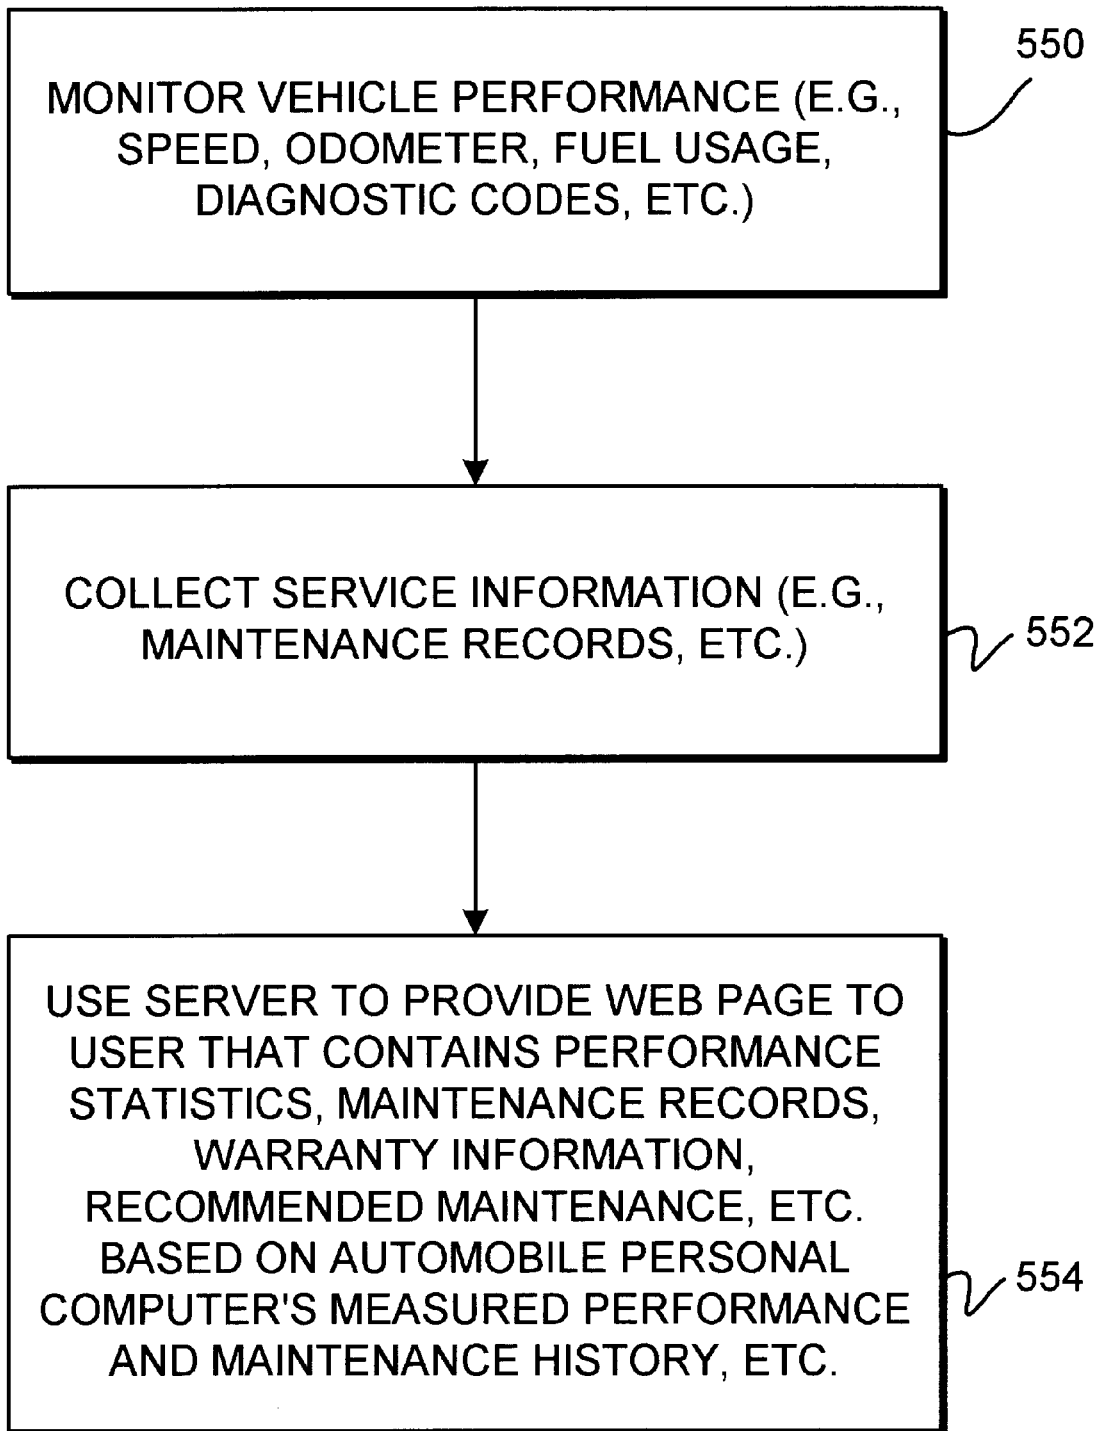 550
MONITOR VEHICLE PERFORMANCE (E.G.,
SPEED, ODOMETER, FUEL USAGE,
DIAGNOSTIC CODES, ETC.)
COLLECT SERVICE INFORMATION (E.G.,
MAINTENANCE RECORDS, ETC.)
552
USE SERVER TO PROVIDE WEB PAGE TO
USER THAT CONTAINS PERFORMANCE
STATISTICS, MAINTENANCE RECORDS,
WARRANTY INFORMATION,
RECOMMENDED MAINTENANCE, ETC.
BASED ON AUTOMOBILE PERSONAL
COMPUTER'S MEASURED PERFORMANCE
AND MAINTENANCE HISTORY, ETC.
554